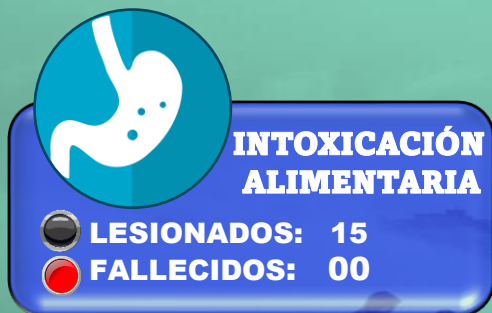 INTOXICACIÓN
ALIMENTARIA
LESIONADOS: 15
FALLECIDOS: 00